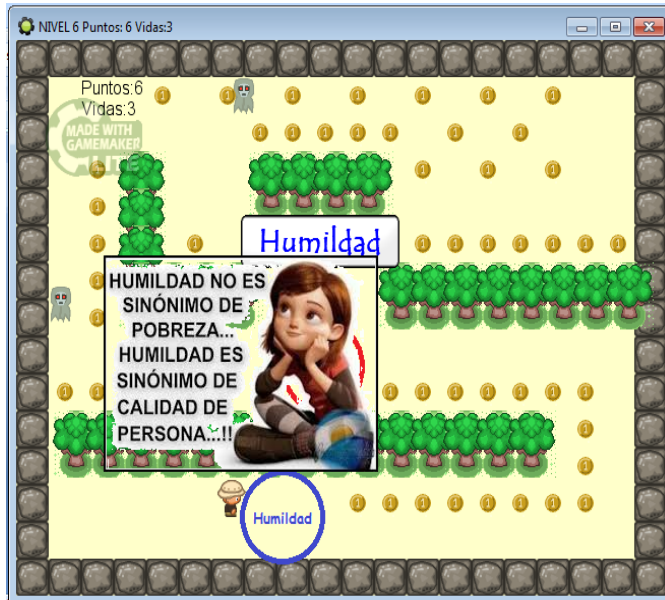 NIVEL 6 Puntos: 6 Vidas:3
Puntos:6
Vidas:3
MADE WITH
GAMEMAKER
LITE
Humildad
HUMILDAD NO ES
SINÓNIMO DE
POBREZA...
HUMILDAD ES
SINÓNIMO DE
CALIDAD DE
PERSONA...!!
Humildad